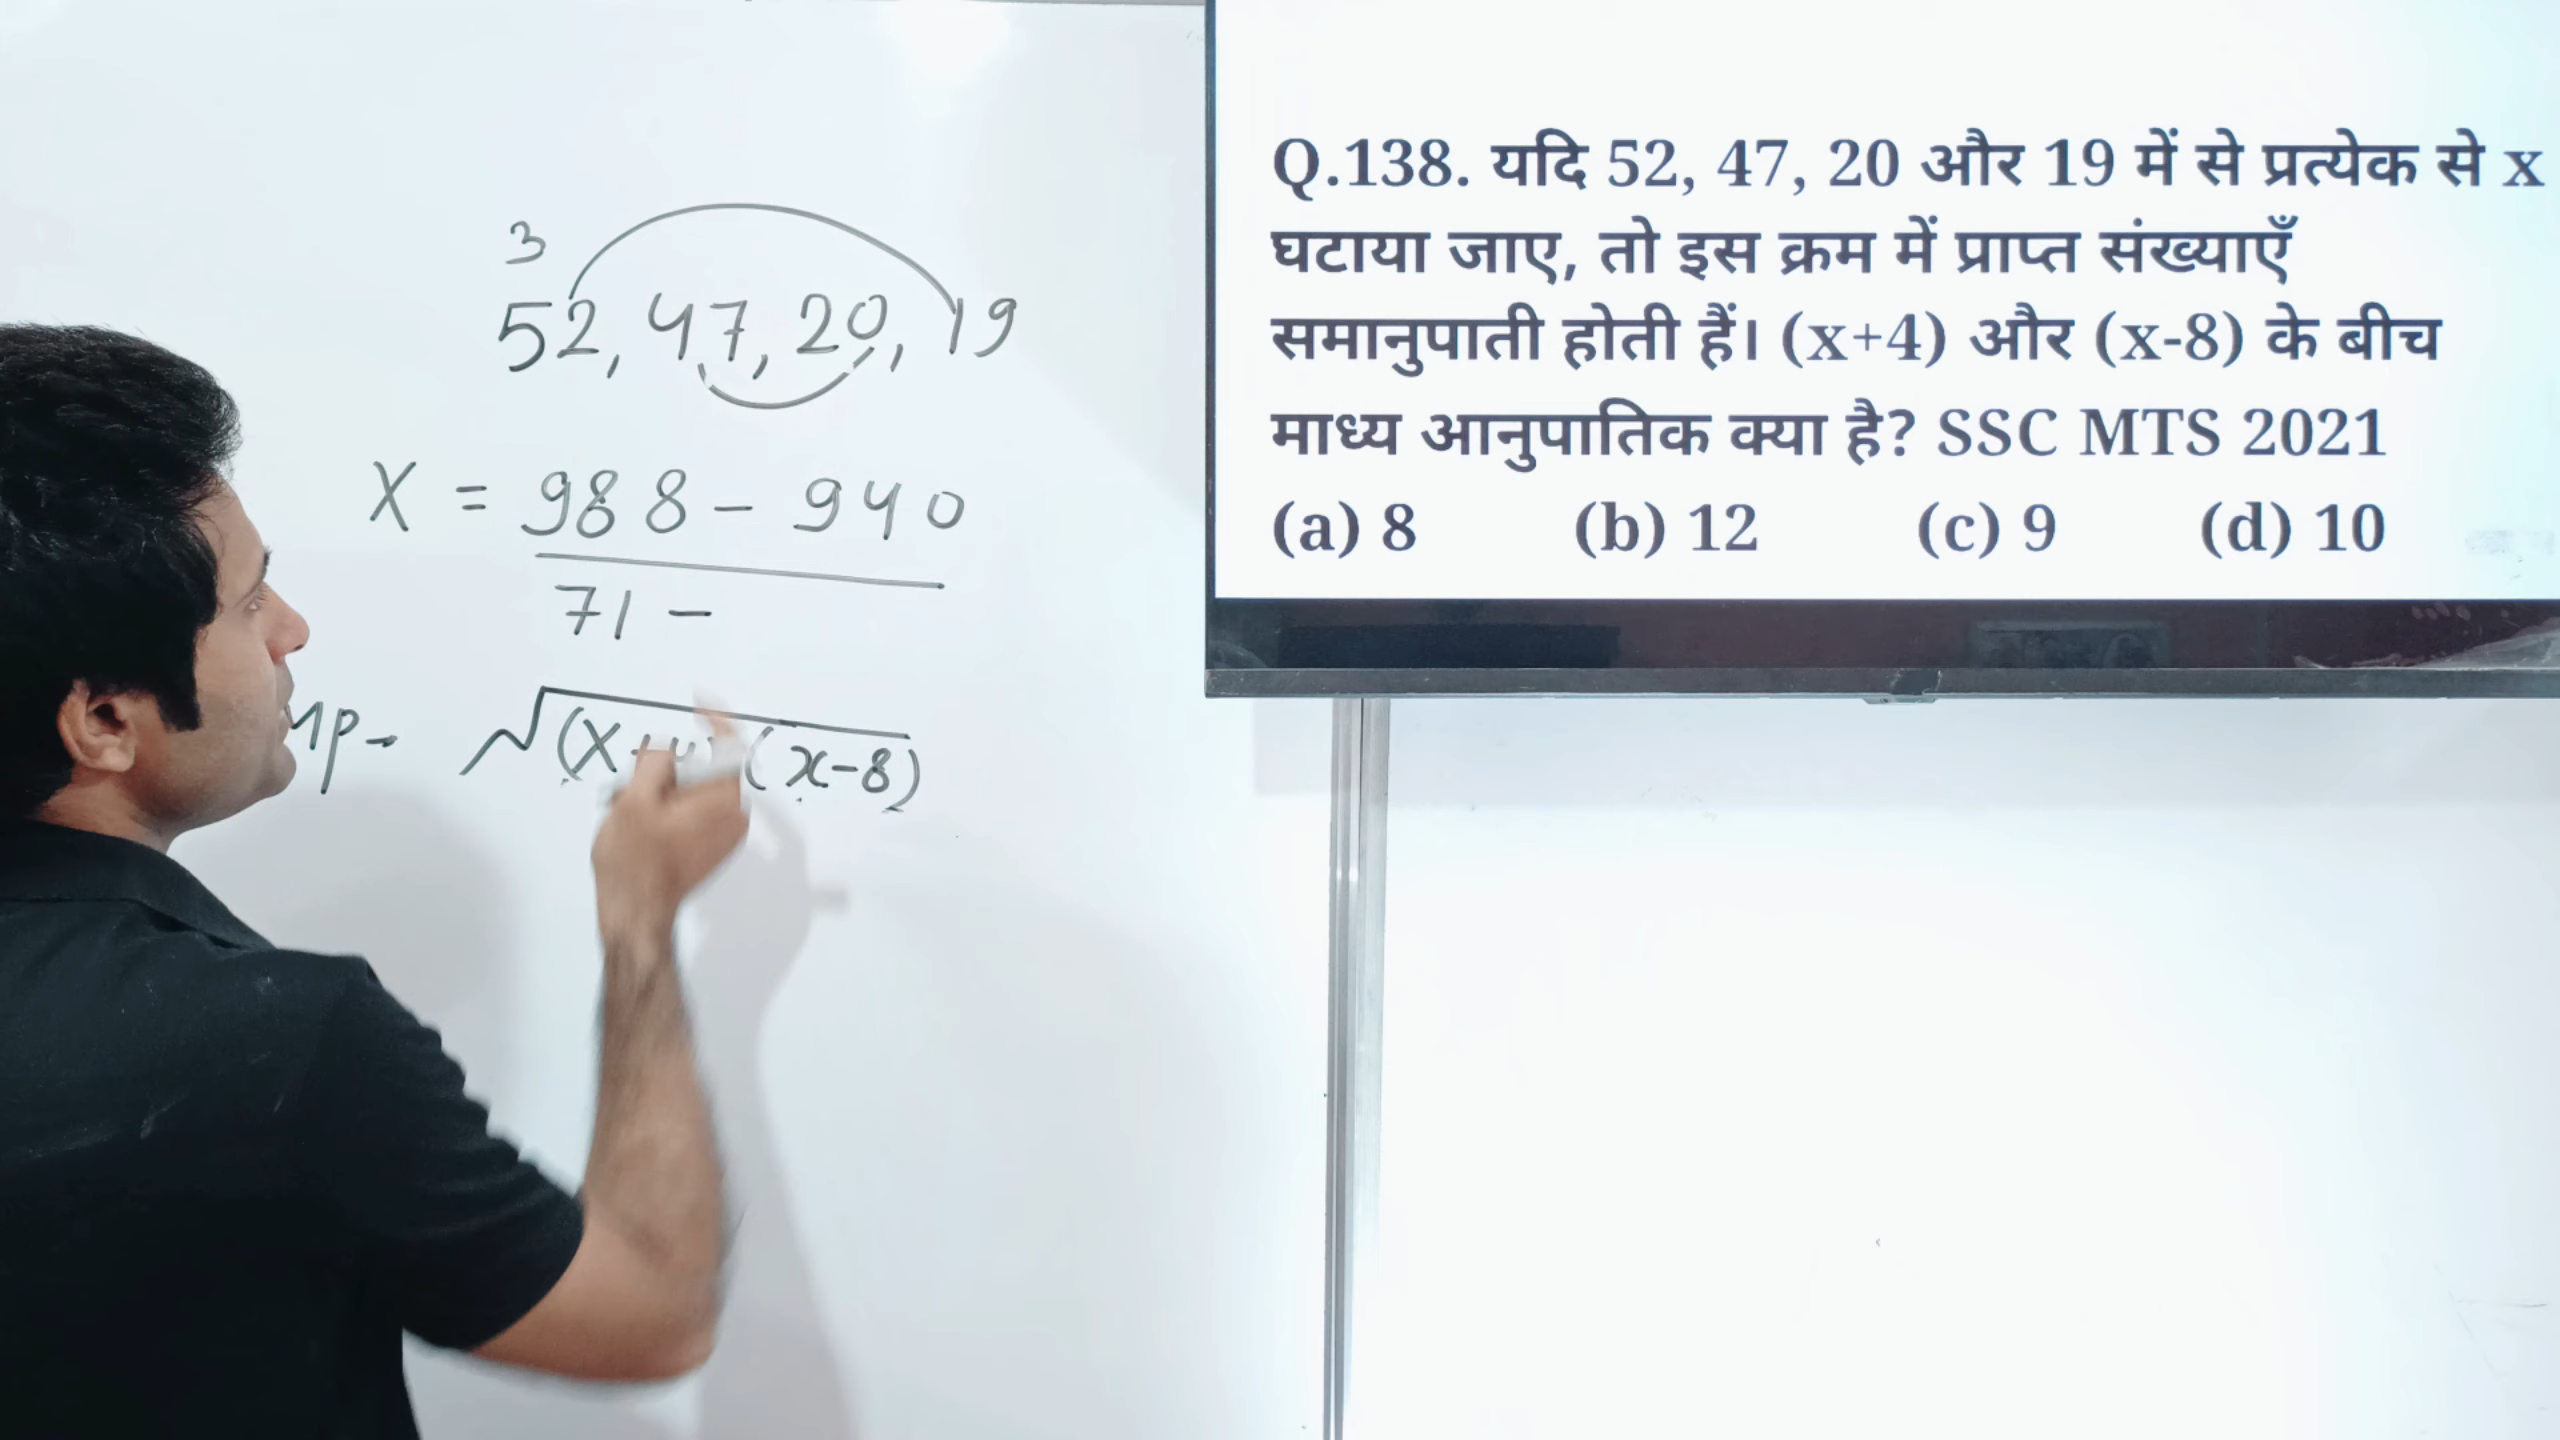 3
52, 47, 20, 19
X = 988 - 940
71 -
√(X+4)(x-8)
Q.138. यदि 52, 47, 20 और 19 में से प्रत्येक से x
घटाया जाए, तो इस क्रम में प्राप्त संख्याएँ
समानुपाती होती हैं। (x+4) और (x-8) के बीच
माध्य आनुपातिक क्या है? SSC MTS 2021
(a) 8 (b) 12 (c) 9 (d) 10